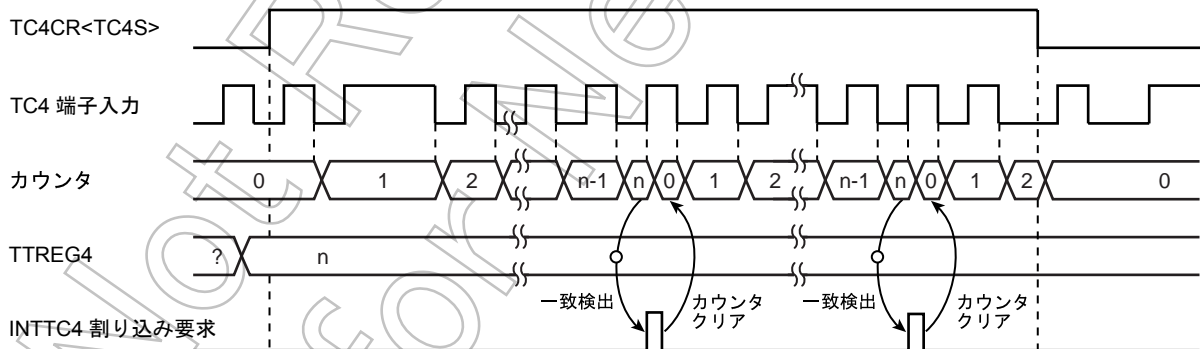 TC4CR<TC4S>
TC4 端子入力
カウンタ 0 1 2 n-1 n 0 1 2 n-1 n 0 1 2 0
TTREG4 ? n
一致検出 カウンタ 一致検出 カウンタ
クリア クリア
INTTC4 割り込み要求